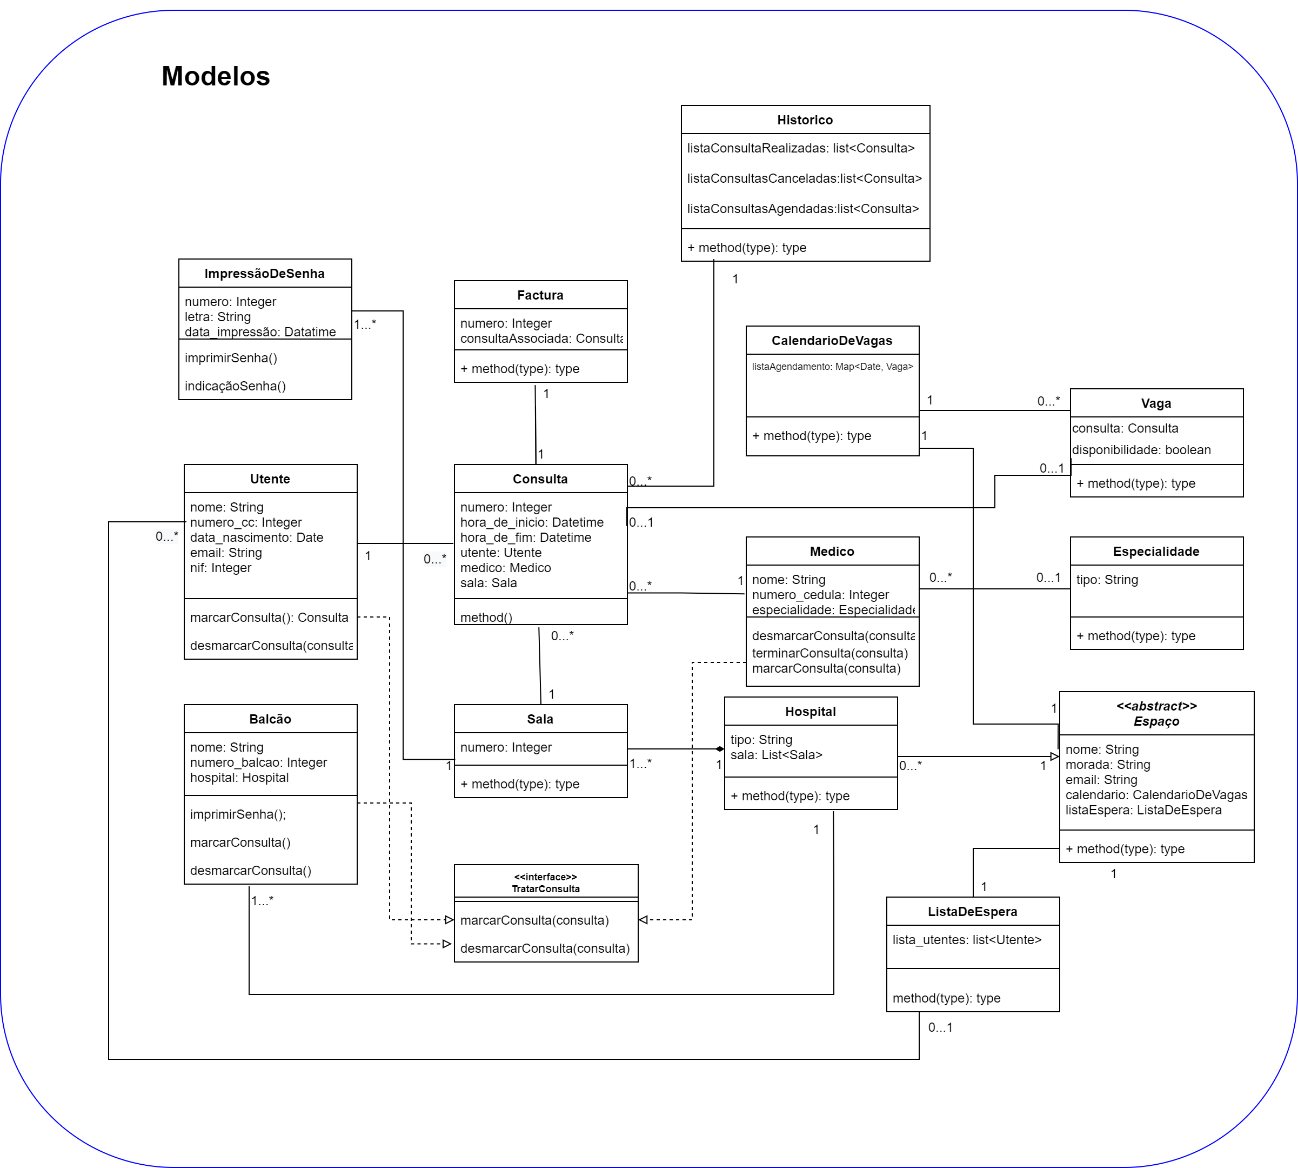 Modelos
HIstorico
listaConsultaRealizadas: list<Consulta>
listaConsultasCanceladas:list<Consulta>
listaConsultasAgendadas:list<Consulta>
+ method(type): type
1
ImpressãoDeSenha
numero: Integer
letra: String
data_impressão: Datatime
imprimirSenha()
indicaçãoSenha()
1...*
Factura
numero: Integer
consultaAssociada: Consulta
+ method(type): type
1
1
CalendarioDeVagas
listaAgendamento: Map<Date, Vaga>
+ method(type): type
1
0...*
1
Vaga
consulta: Consulta
disponibilidade: boolean
+ method(type): type
0...1
Utente
nome: String
numero_cc: Integer
data_nascimento: Date
email: String
nif: Integer
marcarConsulta(): Consulta
desmarcarConsulta(consulta
0...*
1
0...*
Consulta
numero: Integer
hora_de_inicio: Datetime
hora_de_fim: Datetime
utente: Utente
medico: Medico
sala: Sala
method()
0...*
0...1
0...*
1
0...*
1
Medico
nome: String
numero_cedula: Integer
especialidade: Especialidade
desmarcarConsulta(consulta
terminarConsulta(consulta)
marcarConsulta(consulta)
0...*
0...1
Especialidade
tipo: String
+ method(type): type
Balcão
nome: String
numero_balcao: Integer
hospital: Hospital
imprimirSenha();
marcarConsulta()
desmarcarConsulta()
1...*
Sala
numero: Integer
+ method(type): type
1
1...*
1
Hospital
tipo: String
sala: List<Sala>
+ method(type): type
1
0...*
1
1
<<abstract>>
Espaço
nome: String
morada: String
email: String
calendario: CalendarioDeVagas
listaEspera: ListaDeEspera
+ method(type): type
1
<<interface>>
TratarConsulta
marcarConsulta(consulta)
desmarcarConsulta(consulta)
1
ListaDeEspera
lista_utentes: list<Utente>
method(type): type
0...1